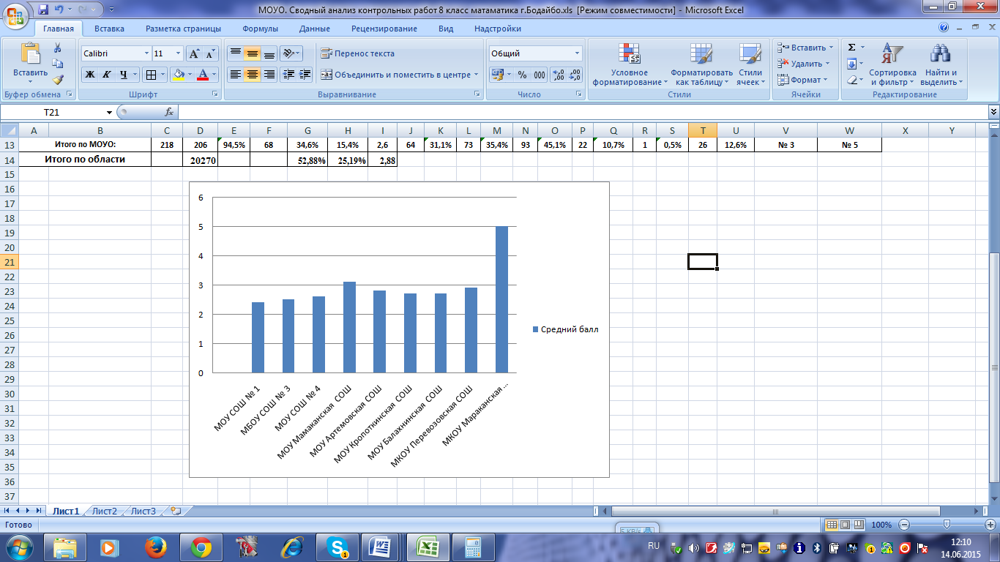 МОУО. Сводный анализ контрольных работ 8 класс матаматика г.Бодайбо.xls [Режим совместимости] - Microsoft Excel
Главная Вставка Разметка страницы Формулы Данные Рецензирование Вид Надстройки
Calibri 11 Перенос текста Общий Вставить Σ
Вставить Ж К Ч А Объединить и поместить в центре % 000 Условное форматирование Форматировать как таблицу Стили ячеек Удалить Формат Сортировка и фильтр Найти и выделить
Буфер обмена Шрифт Выравнивание Число Стили Ячейки Редактирование
T21 fx
A B C D E F G H I J K L M N O P Q R S T U V W X Y
13 Итого по МОУО: 218 206 94,5% 68 34,6% 15,4% 2,6 64 31,1% 73 35,4% 93 45,1% 22 10,7% 1 0,5% 26 12,6% № 3 № 5
14 Итого по области 20270 52,88% 25,19% 2,88
15
16
17
18
19
20
21
22
23
24
25
26
27
28
29
30
31
32
33
34
35
36
37
6
5
4
3
2
1
0
Средний балл
МОУ СОШ № 1
МБОУ СОШ № 3
МОУ СОШ № 4
МОУ Мамаканская СОШ
МОУ Артемовская СОШ
МОУ Кропоткинская СОШ
МОУ Балахнинская СОШ
МКОУ Перевозовская СОШ
МКОУ Мараканская ...
Лист1 Лист2 Лист3
Готово 100%
5 KB/s
RU 12:10
14.06.2015